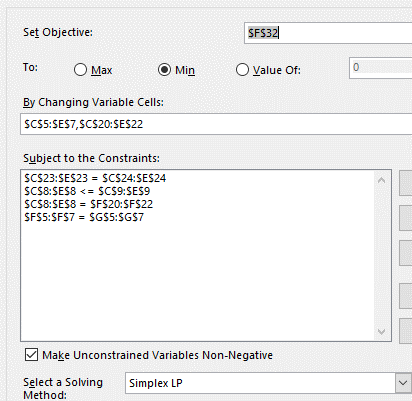 Set Objective: $F$32
To: Max Min Value Of: 0
By Changing Variable Cells:
$C$5:$E$7,$C$20:$E$22
Subject to the Constraints:
$C$23:$E$23 = $C$24:$E$24
$C$8:$E$8 <= $C$9:$E$9
$C$8:$E$8 = $F$20:$F$22
$F$5:$F$7 = $G$5:$G$7
Make Unconstrained Variables Non-Negative
Select a Solving Method: Simplex LP